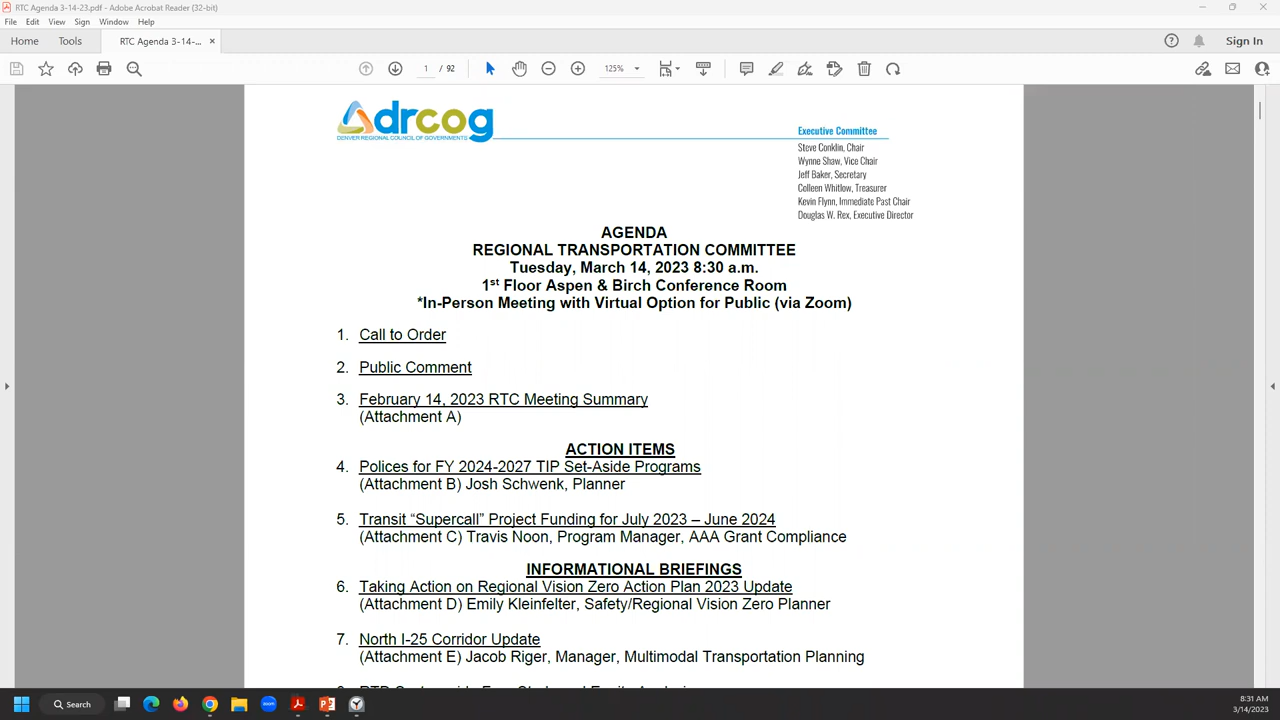 RTC Agenda 3-14-23.pdf - Adobe Acrobat Reader (32-bit)
File Edit View Sign Window Help
Home Tools RTC Agenda 3-14-... × Sign In
1 / 92 125%
drcog
DENVER REGIONAL COUNCIL OF GOVERNMENTS
Executive Committee
Steve Conklin, Chair
Wynne Shaw, Vice Chair
Jeff Baker, Secretary
Colleen Whitlow, Treasurer
Kevin Flynn, Immediate Past Chair
Douglas W. Rex, Executive Director
AGENDA
REGIONAL TRANSPORTATION COMMITTEE
Tuesday, March 14, 2023 8:30 a.m.
1st Floor Aspen & Birch Conference Room
*In-Person Meeting with Virtual Option for Public (via Zoom)
1. Call to Order
2. Public Comment
3. February 14, 2023 RTC Meeting Summary
(Attachment A)
ACTION ITEMS
4. Polices for FY 2024-2027 TIP Set-Aside Programs
(Attachment B) Josh Schwenk, Planner
5. Transit “Supercall” Project Funding for July 2023 – June 2024
(Attachment C) Travis Noon, Program Manager, AAA Grant Compliance
INFORMATIONAL BRIEFINGS
6. Taking Action on Regional Vision Zero Action Plan 2023 Update
(Attachment D) Emily Kleinfelter, Safety/Regional Vision Zero Planner
7. North I-25 Corridor Update
(Attachment E) Jacob Riger, Manager, Multimodal Transportation Planning
Search
zoom
8:31 AM
3/14/2023